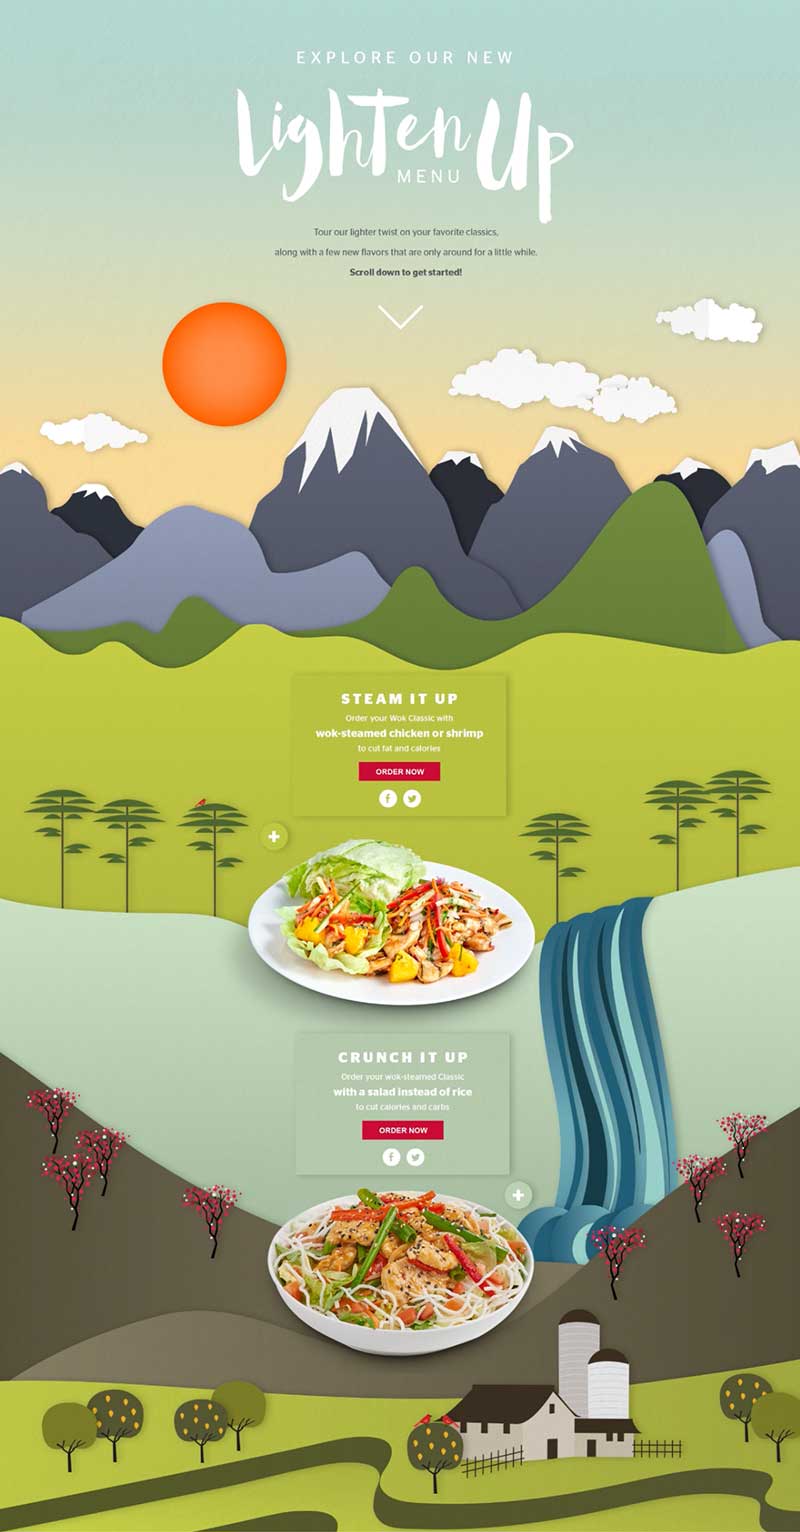 EXPLORE OUR NEW
Lighten Up
MENU
Tour our lighter twist on your favorite classics,
along with a few new flavors that are only around for a little while.
Scroll down to get started!
STEAM IT UP
Order your Wok Classic with
wok-steamed chicken or shrimp
to cut fat and calories
ORDER NOW
CRUNCH IT UP
Order your wok-steamed Classic
with a salad instead of rice
to cut calories and carbs
ORDER NOW